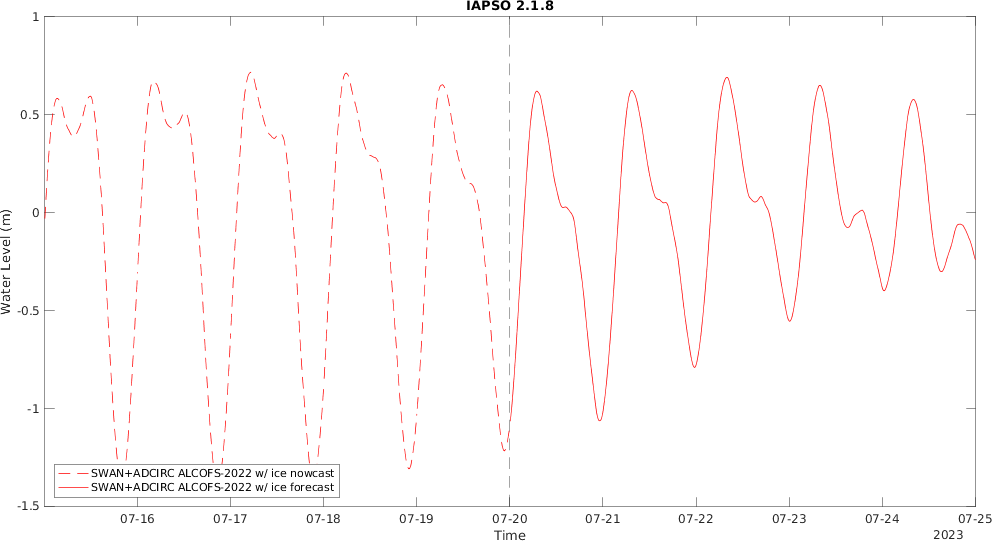 IAPSO 2.1.8
1
0.5
0
-0.5
-1
-1.5
Water Level (m)
SWAN+ADCIRC ALCOFS-2022 w/ ice nowcast
SWAN+ADCIRC ALCOFS-2022 w/ ice forecast
07-16 07-17 07-18 07-19 07-20 07-21 07-22 07-23 07-24 07-25
Time
2023